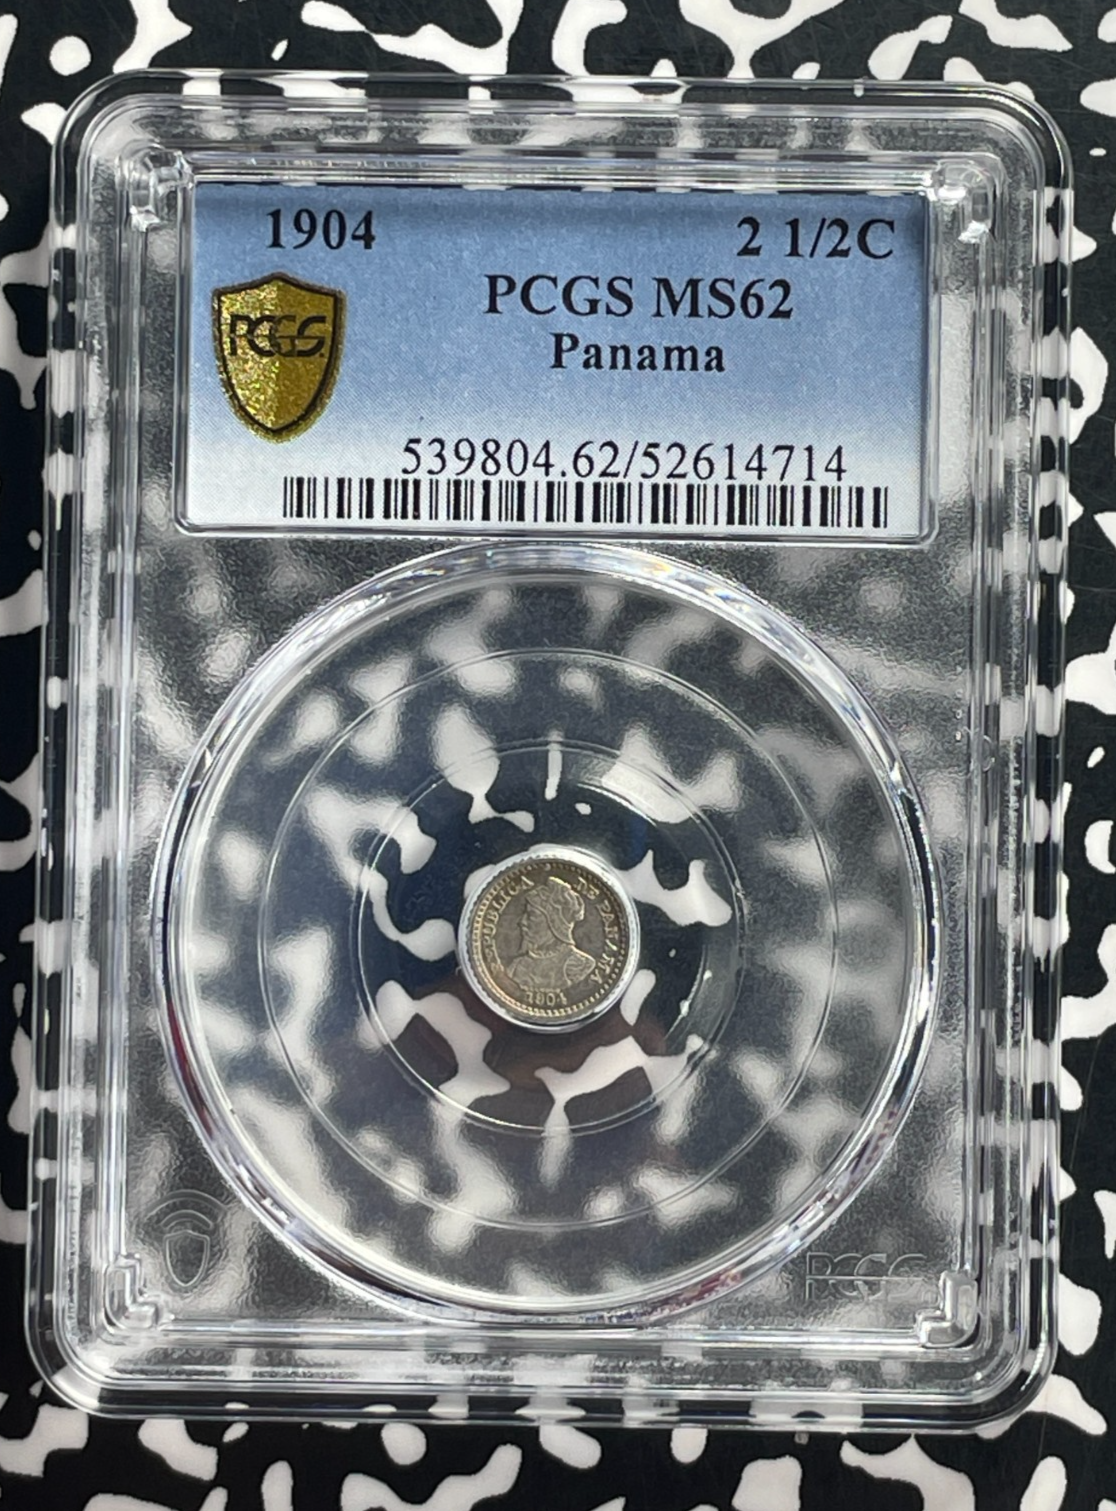 1904 2 1/2C
PCGS MS62
Panama
PCGS
539804.62/52614714
REPUBLICA DE PANAMA
1904
PCGS